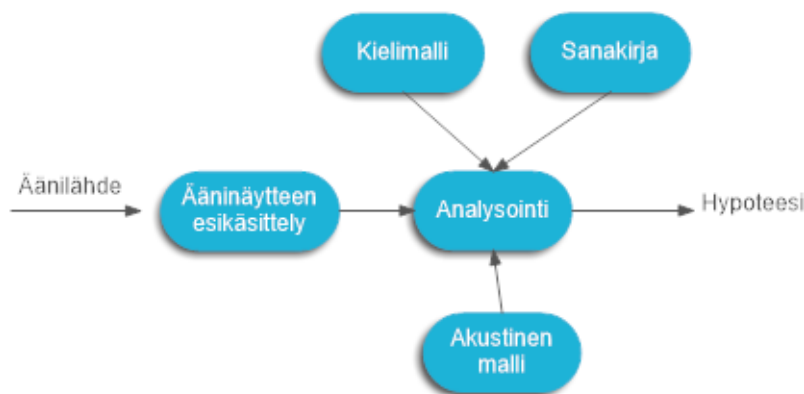 Kielimalli
Sanakirja
Äänilähde
Ääninäytteen
esikäsittely
Analysointi
Hypoteesi
Akustinen
malli